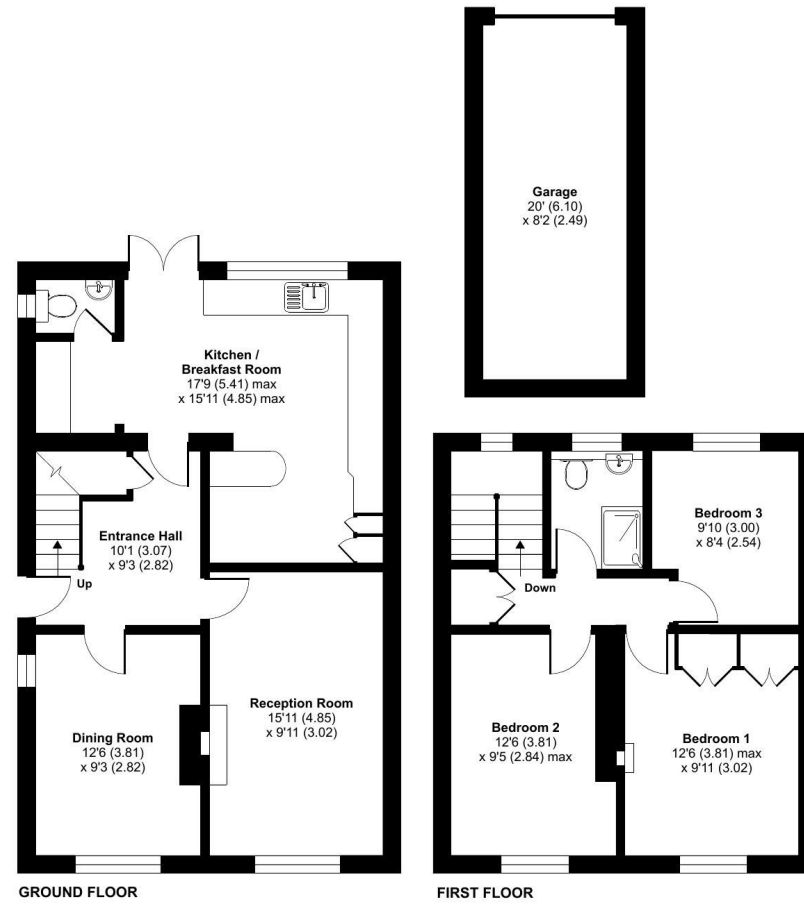 Garage
20' (6.10)
x 8'2 (2.49)
Kitchen /
Breakfast Room
17'9 (5.41) max
x 15'11 (4.85) max
Entrance Hall
10'1 (3.07)
x 9'3 (2.82)
Up
Reception Room
15'11 (4.85)
x 9'11 (3.02)
Dining Room
12'6 (3.81)
x 9'3 (2.82)
GROUND FLOOR
Bedroom 3
9'10 (3.00)
x 8'4 (2.54)
Down
Bedroom 2
12'6 (3.81)
x 9'5 (2.84) max
Bedroom 1
12'6 (3.81) max
x 9'11 (3.02)
FIRST FLOOR